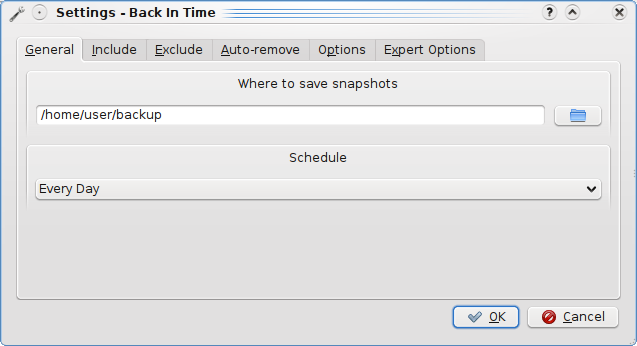 Settings - Back In Time
General Include Exclude Auto-remove Options Expert Options
Where to save snapshots
/home/user/backup
Schedule
Every Day
OK Cancel